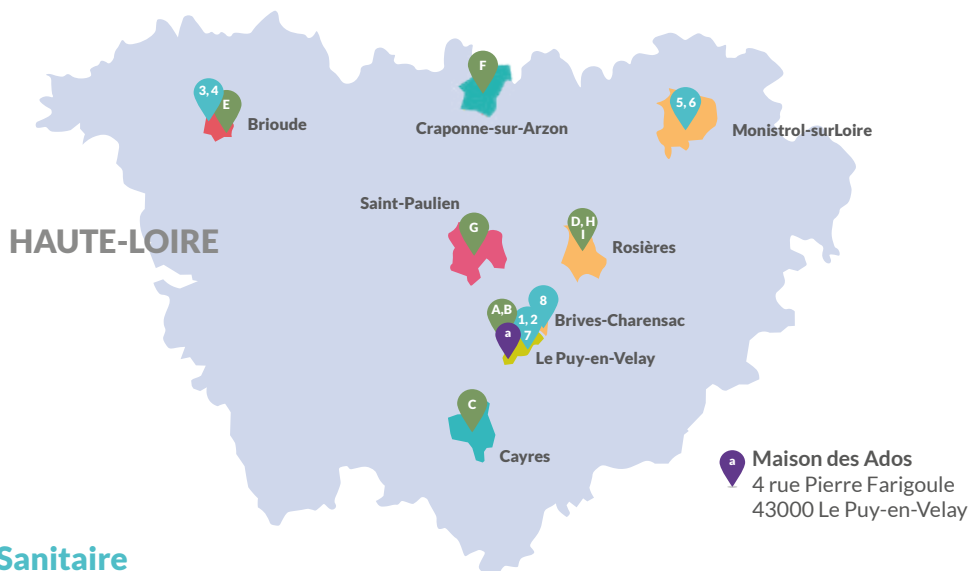 F
3, 4
E
Brioude
Craponne-sur-Arzon
5, 6
Monistrol-surLoire
Saint-Paulien
G
D, H
I
Rosières
HAUTE-LOIRE
8
A,B
1, 2
7
a
Brives-Charensac
Le Puy-en-Velay
C
Cayres
a
Maison des Ados
4 rue Pierre Farigoule
43000 Le Puy-en-Velay
Sanitaire